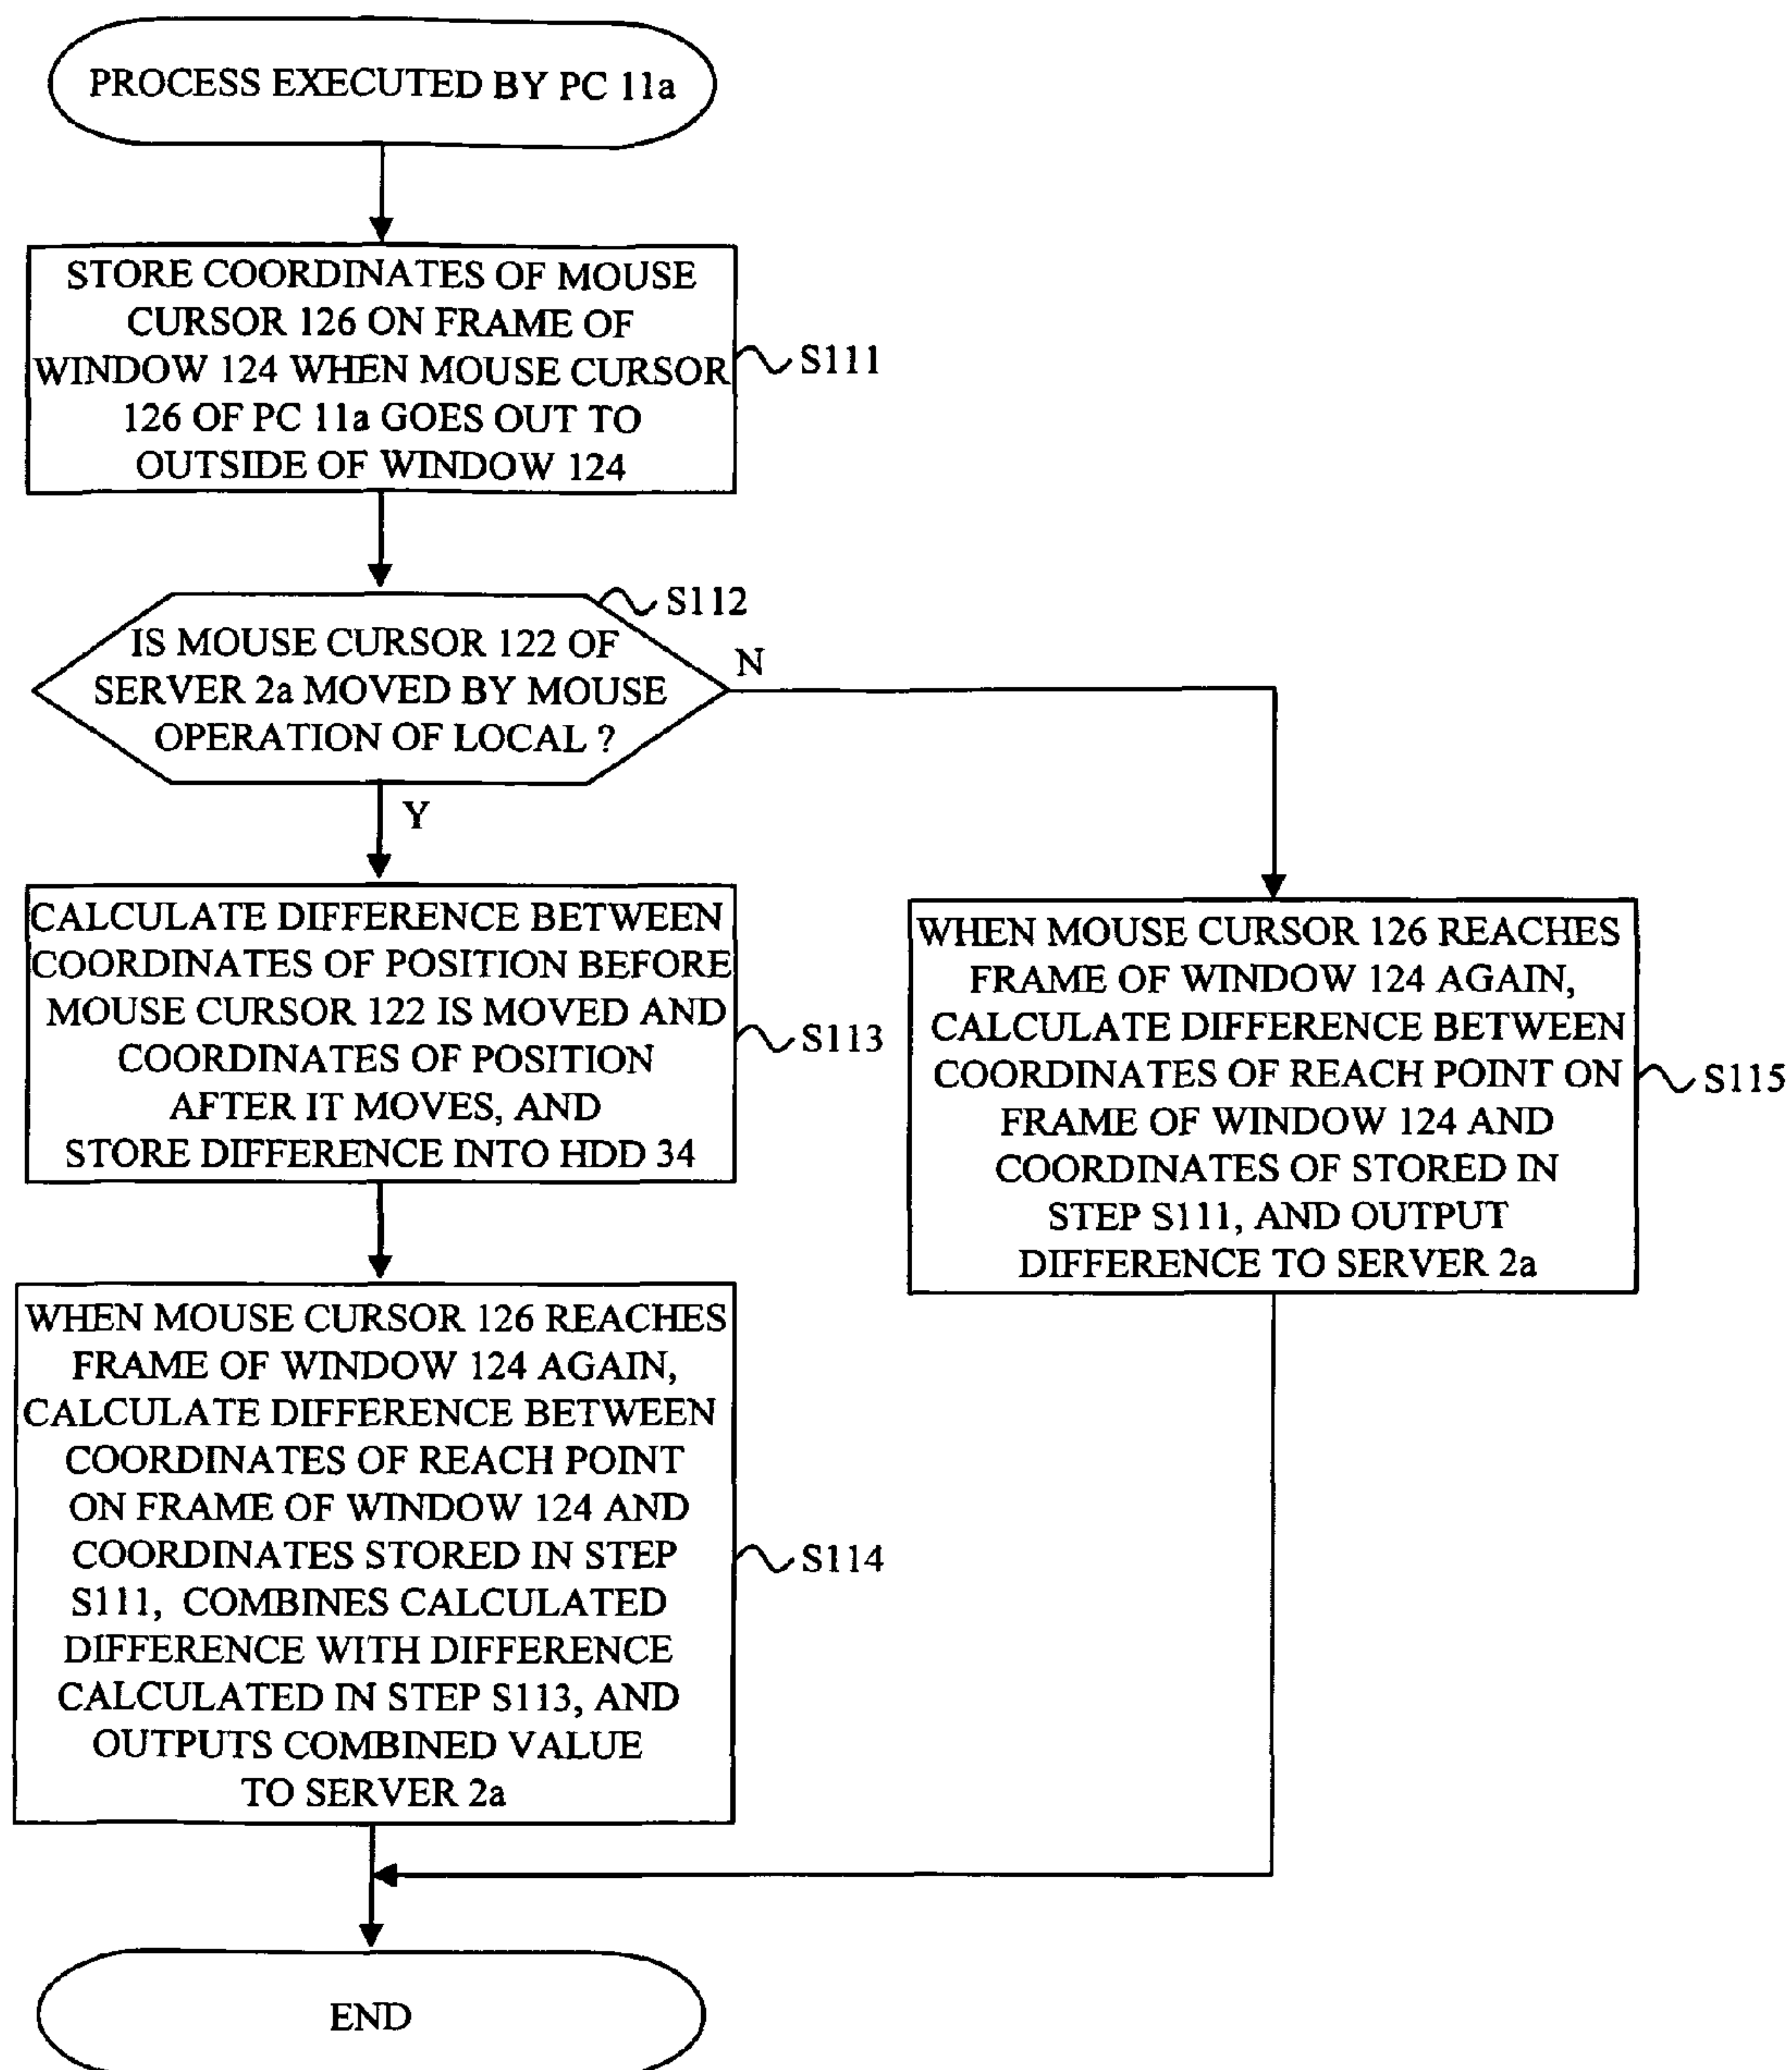 PROCESS EXECUTED BY PC 11a
STORE COORDINATES OF MOUSE
CURSOR 126 ON FRAME OF
WINDOW 124 WHEN MOUSE CURSOR
126 OF PC 11a GOES OUT TO
OUTSIDE OF WINDOW 124
S111
S112
IS MOUSE CURSOR 122 OF
SERVER 2a MOVED BY MOUSE
OPERATION OF LOCAL ?
N
Y
CALCULATE DIFFERENCE BETWEEN
COORDINATES OF POSITION BEFORE
MOUSE CURSOR 122 IS MOVED AND
COORDINATES OF POSITION
AFTER IT MOVES, AND
STORE DIFFERENCE INTO HDD 34
S113
WHEN MOUSE CURSOR 126 REACHES
FRAME OF WINDOW 124 AGAIN,
CALCULATE DIFFERENCE BETWEEN
COORDINATES OF REACH POINT ON
FRAME OF WINDOW 124 AND
COORDINATES OF STORED IN
STEP S111, AND OUTPUT
DIFFERENCE TO SERVER 2a
S115
WHEN MOUSE CURSOR 126 REACHES
FRAME OF WINDOW 124 AGAIN,
CALCULATE DIFFERENCE BETWEEN
COORDINATES OF REACH POINT
ON FRAME OF WINDOW 124 AND
COORDINATES STORED IN STEP
S111, COMBINES CALCULATED
DIFFERENCE WITH DIFFERENCE
CALCULATED IN STEP S113, AND
OUTPUTS COMBINED VALUE
TO SERVER 2a
S114
END